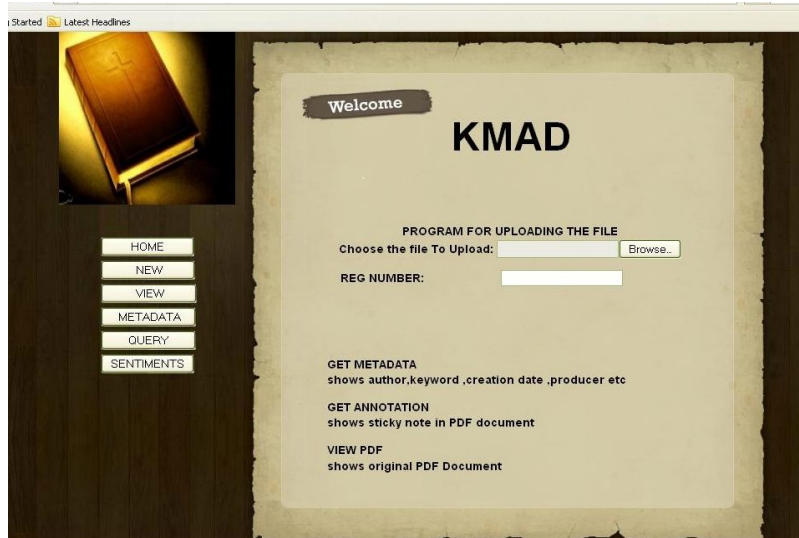 Started Latest Headlines
Welcome
KMAD
HOME
NEW
VIEW
METADATA
QUERY
SENTIMENTS
PROGRAM FOR UPLOADING THE FILE
Choose the file To Upload: Browse..
REG NUMBER:
GET METADATA
shows author,keyword ,creation date ,producer etc
GET ANNOTATION
shows sticky note in PDF document
VIEW PDF
shows original PDF Document